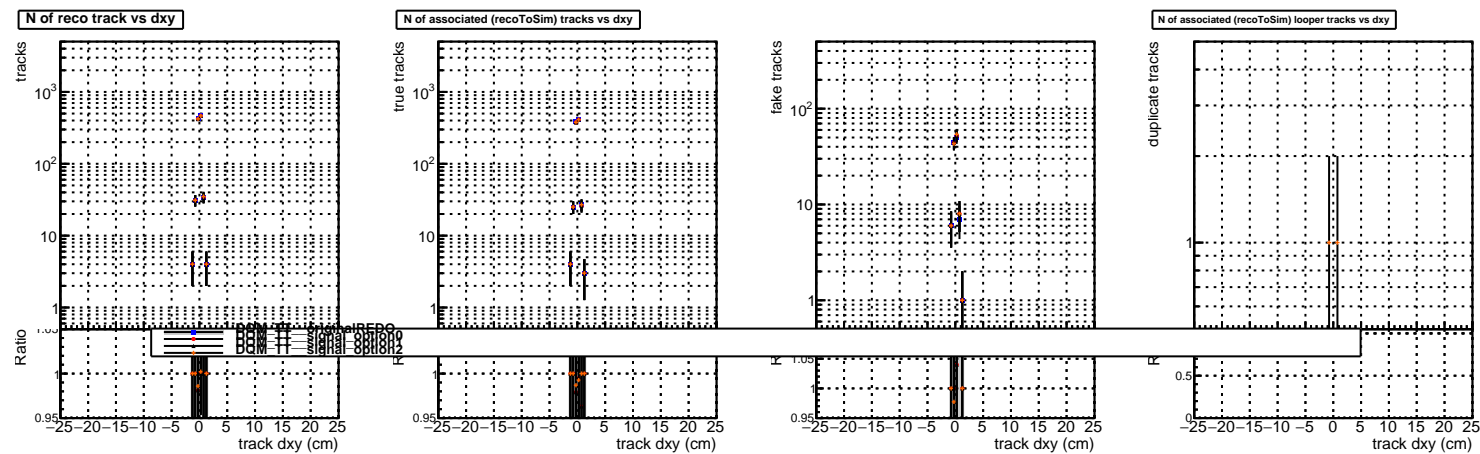 N of reco track vs dxy
tracks
10³
10²
10
1
Ratio
1
0.95
−25 −20 −15 −10 −5 0 5 10 15 20 25
track dxy (cm)
N of associated (recoToSim) tracks vs dxy
true tracks
10³
10²
10
1
1
0.95
−25 −20 −15 −10 −5 0 5 10 15 20 25
track dxy (cm)
fake tracks
10²
10
1
1.05
1
0.95
−25 −20 −15 −10 −5 0 5 10 15 20 25
track dxy (cm)
N of associated (recoToSim) looper tracks vs dxy
duplicate tracks
1
0.5
0
−25 −20 −15 −10 −5 0 5 10 15 20 25
track dxy (cm)
DQM_TT__signal_option2